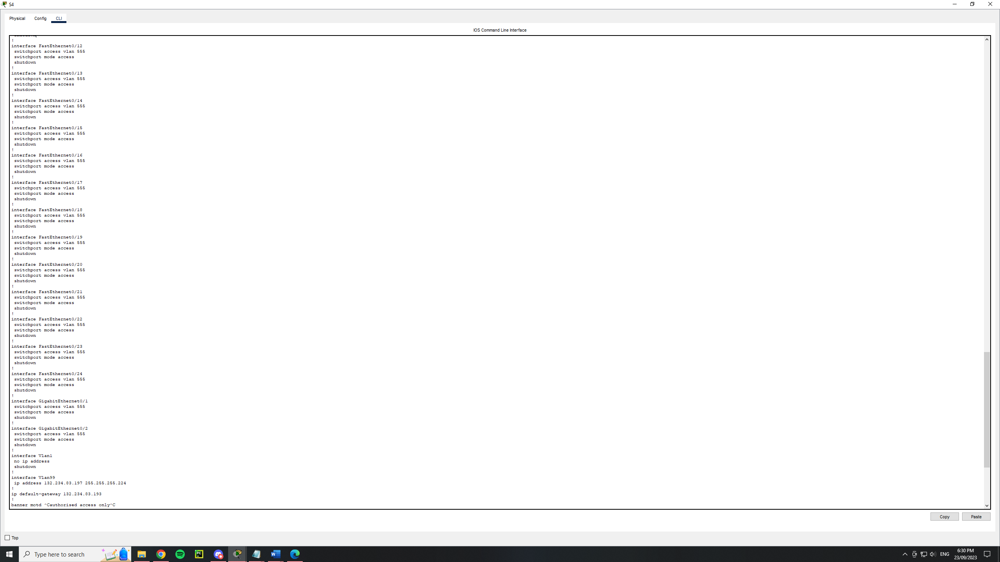 S4
Physical Config CLI
IOS Command Line Interface
!
interface FastEthernet0/12
switchport access vlan 555
switchport mode access
shutdown
!
interface FastEthernet0/13
switchport access vlan 555
switchport mode access
shutdown
!
interface FastEthernet0/14
switchport access vlan 555
switchport mode access
shutdown
!
interface FastEthernet0/15
switchport access vlan 555
switchport mode access
shutdown
!
interface FastEthernet0/16
switchport access vlan 555
switchport mode access
shutdown
!
interface FastEthernet0/17
switchport access vlan 555
switchport mode access
shutdown
!
interface FastEthernet0/18
switchport access vlan 555
switchport mode access
shutdown
!
interface FastEthernet0/19
switchport access vlan 555
switchport mode access
shutdown
!
interface FastEthernet0/20
switchport access vlan 555
switchport mode access
shutdown
!
interface FastEthernet0/21
switchport access vlan 555
switchport mode access
shutdown
!
interface FastEthernet0/22
switchport access vlan 555
switchport mode access
shutdown
!
interface FastEthernet0/23
switchport access vlan 555
switchport mode access
shutdown
!
interface FastEthernet0/24
switchport access vlan 555
switchport mode access
shutdown
!
interface GigabitEthernet0/1
switchport access vlan 555
switchport mode access
shutdown
!
interface GigabitEthernet0/2
switchport access vlan 555
switchport mode access
shutdown
!
interface Vlan1
no ip address
shutdown
!
interface Vlan99
ip address 132.234.83.197 255.255.255.224
!
ip default-gateway 132.234.83.193
!
banner motd ^Cauthorised access only^C
Copy Paste
Top
Type here to search
PC
W
ENG
6:30 PM
23/09/2023